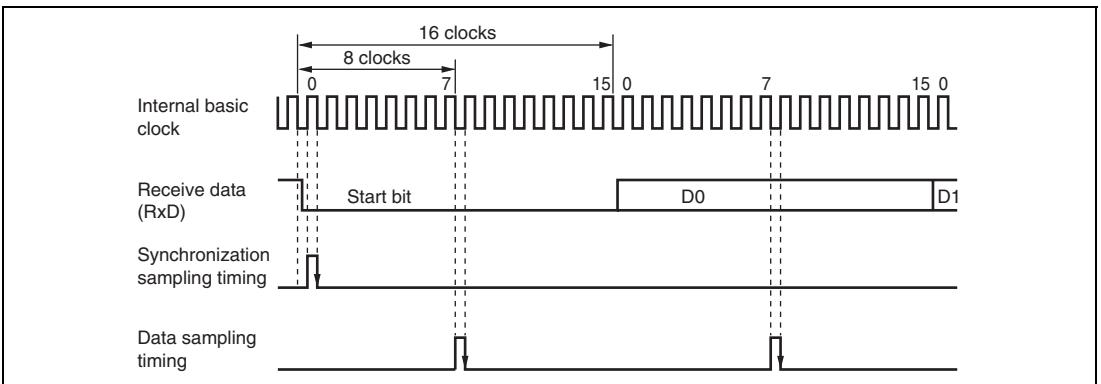 16 clocks
8 clocks
0 7 15 0 7 15 0
Internal basic
clock
Receive data
(RxD)
Start bit D0 D1
Synchronization
sampling timing
Data sampling
timing